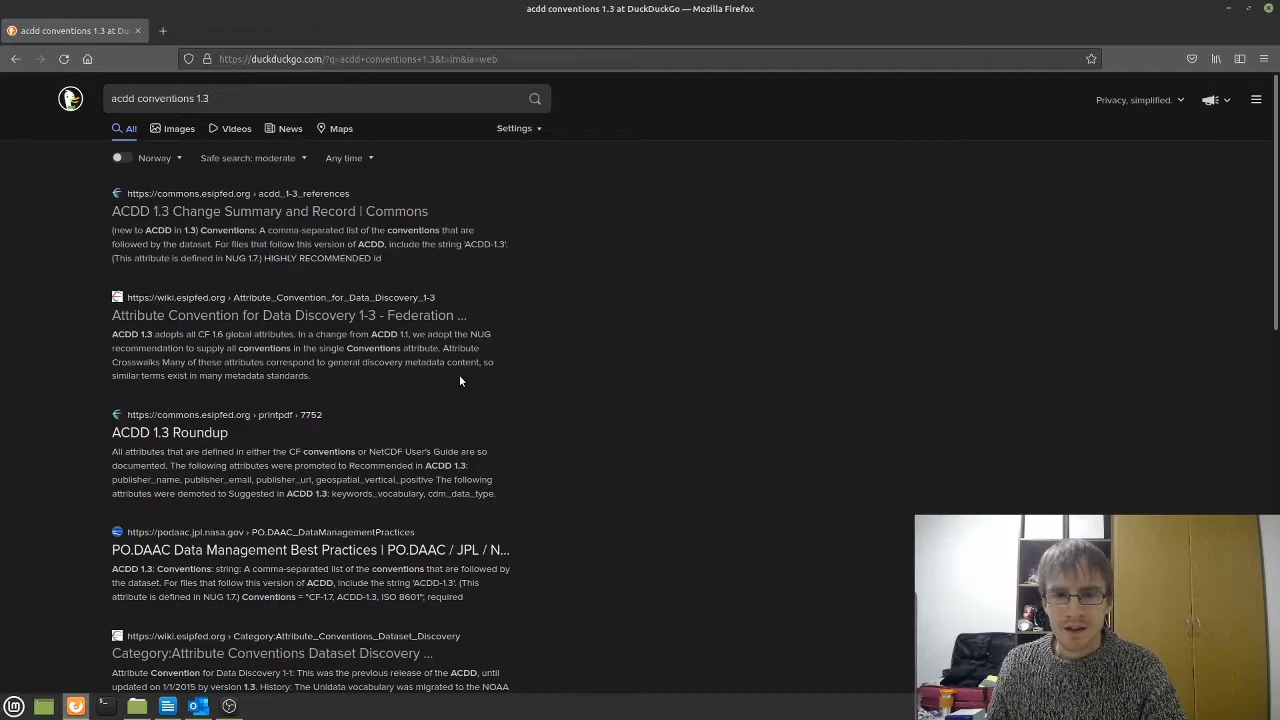 acdd conventions 1.3 at DuckDuckGo — Mozilla Firefox
acdd conventions 1.3 at Du
https://duckduckgo.com/?q=acdd+conventions+1.3&t=lm&ia=web
acdd conventions 1.3
Privacy, simplified.
All Images Videos News Maps Settings
Norway Safe search: moderate Any time
https://commons.esipfed.org › acdd_1-3_references
ACDD 1.3 Change Summary and Record | Commons
(new to ACDD in 1.3) Conventions: A comma-separated list of the conventions that are
followed by the dataset. For files that follow this version of ACDD, include the string 'ACDD-1.3'.
(This attribute is defined in NUG 1.7.) HIGHLY RECOMMENDED id
https://wiki.esipfed.org › Attribute_Convention_for_Data_Discovery_1-3
Attribute Convention for Data Discovery 1-3 - Federation ...
ACDD 1.3 adopts all CF 1.6 global attributes. In a change from ACDD 1.1, we adopt the NUG
recommendation to supply all conventions in the single Conventions attribute. Attribute
Crosswalks Many of these attributes correspond to general discovery metadata content, so
similar terms exist in many metadata standards.
https://commons.esipfed.org › printpdf › 7752
ACDD 1.3 Roundup
All attributes that are defined in either the CF conventions or NetCDF User's Guide are so
documented. The following attributes were promoted to Recommended in ACDD 1.3:
publisher_name, publisher_email, publisher_url, geospatial_vertical_positive The following
attributes were demoted to Suggested in ACDD 1.3: keywords_vocabulary, cdm_data_type.
https://podaac.jpl.nasa.gov › PO.DAAC_DataManagementPractices
PO.DAAC Data Management Best Practices | PO.DAAC / JPL / N...
ACDD 1.3: Conventions: string: A comma-separated list of the conventions that are followed by
the dataset. For files that follow this version of ACDD, include the string 'ACDD-1.3'. (This
attribute is defined in NUG 1.7.) Conventions = "CF-1.7, ACDD-1.3, ISO 8601"; required
https://wiki.esipfed.org › Category:Attribute_Conventions_Dataset_Discovery
Category:Attribute Conventions Dataset Discovery ...
Attribute Convention for Data Discovery 1-1: This was the previous release of the ACDD, until
updated on 1/1/2015 by version 1.3. History: The Unidata vocabulary was migrated to the NOAA